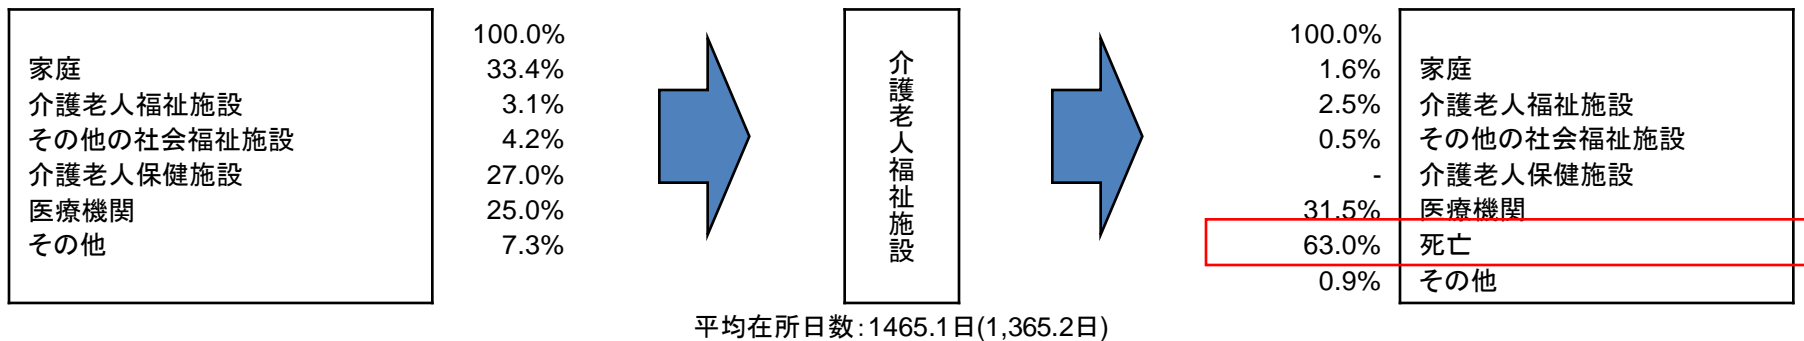 100.0%
家庭 33.4%
介護老人福祉施設 3.1%
その他の社会福祉施設 4.2%
介護老人保健施設 27.0%
医療機関 25.0%
その他 7.3%
介護老人福祉施設
100.0%
1.6% 家庭
2.5% 介護老人福祉施設
0.5% その他の社会福祉施設
- 介護老人保健施設
31.5% 医療機関
63.0% 死亡
0.9% その他
平均在所日数:1465.1日(1,365.2日)